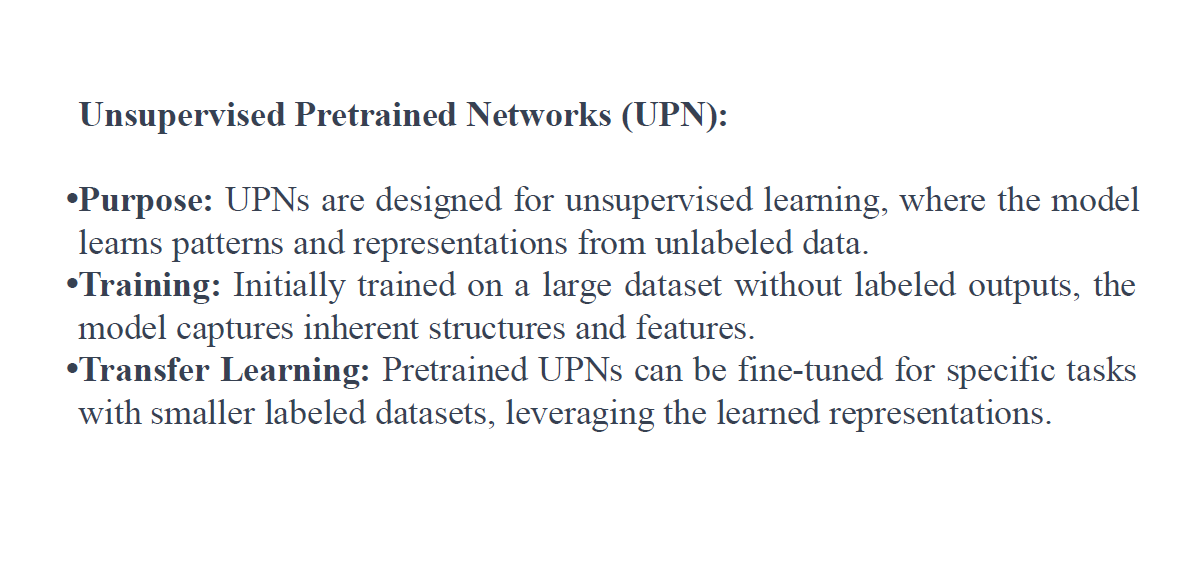 Unsupervised Pretrained Networks (UPN):
•Purpose: UPNs are designed for unsupervised learning, where the model
learns patterns and representations from unlabeled data.
•Training: Initially trained on a large dataset without labeled outputs, the
model captures inherent structures and features.
•Transfer Learning: Pretrained UPNs can be fine-tuned for specific tasks
with smaller labeled datasets, leveraging the learned representations.